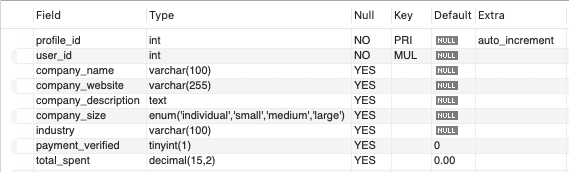 Field Type Null Key Default Extra
profile_id int NO PRI NULL auto_increment
user_id int NO MUL NULL
company_name varchar(100) YES NULL
company_website varchar(255) YES NULL
company_description text YES NULL
company_size enum('individual','small','medium','large') YES NULL
industry varchar(100) YES NULL
payment_verified tinyint(1) YES 0
total_spent decimal(15,2) YES 0.00